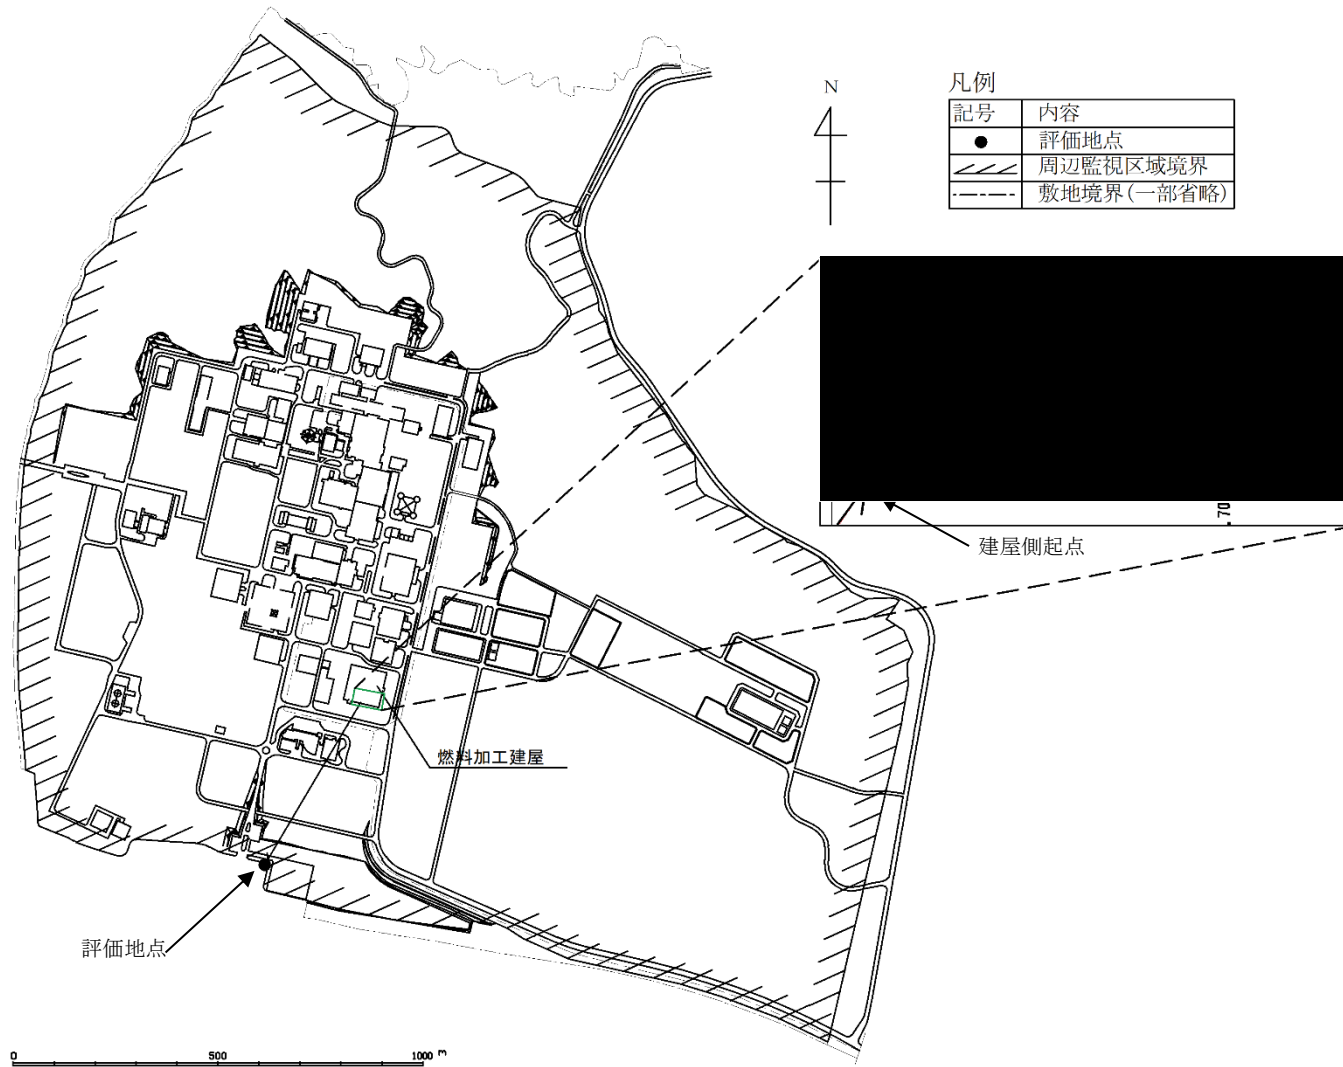 N
凡例
記号 内容
● 評価地点
周辺監視区域境界
敷地境界(一部省略)
70
建屋側起点
燃料加工建屋
評価地点
0 500 1000 m